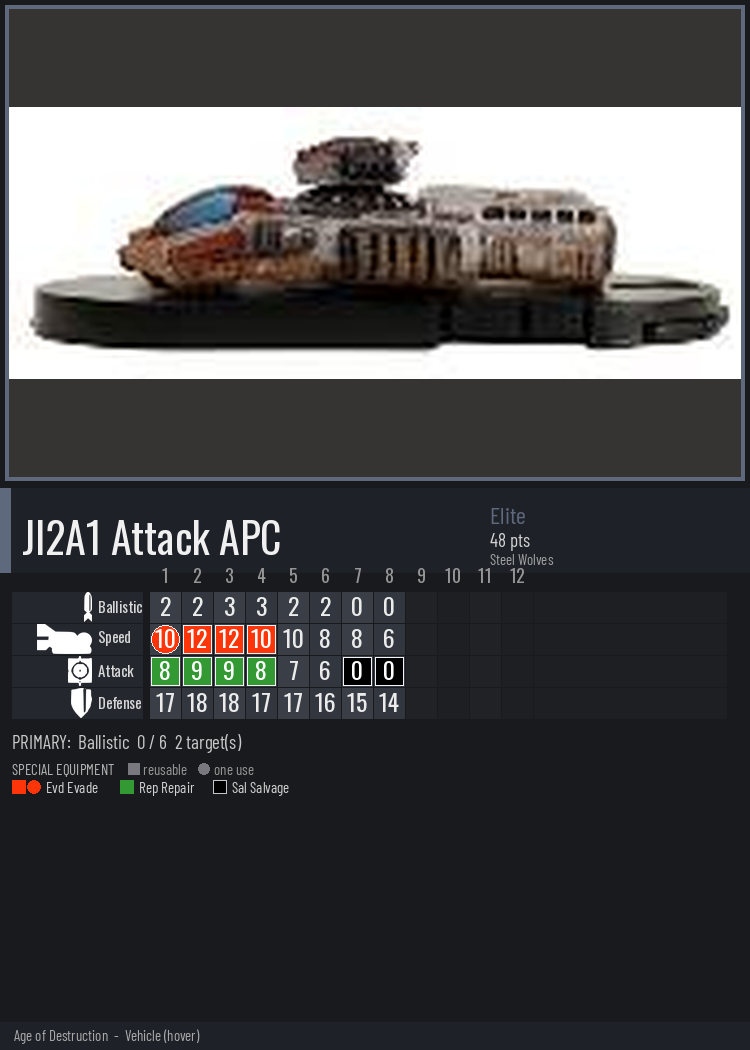 JI2A1 Attack APC
Elite
48 pts
Steel Wolves
1 2 3 4 5 6 7 8 9 10 11 12
Ballistic 2 2 3 3 2 2 0 0
Speed 10 12 12 10 10 8 8 6
Attack 8 9 9 8 7 6 0 0
Defense 17 18 18 17 17 16 15 14
PRIMARY: Ballistic 0 / 6 2 target(s)
SPECIAL EQUIPMENT reusable one use
Evd Evade Rep Repair Sal Salvage
Age of Destruction - Vehicle (hover)